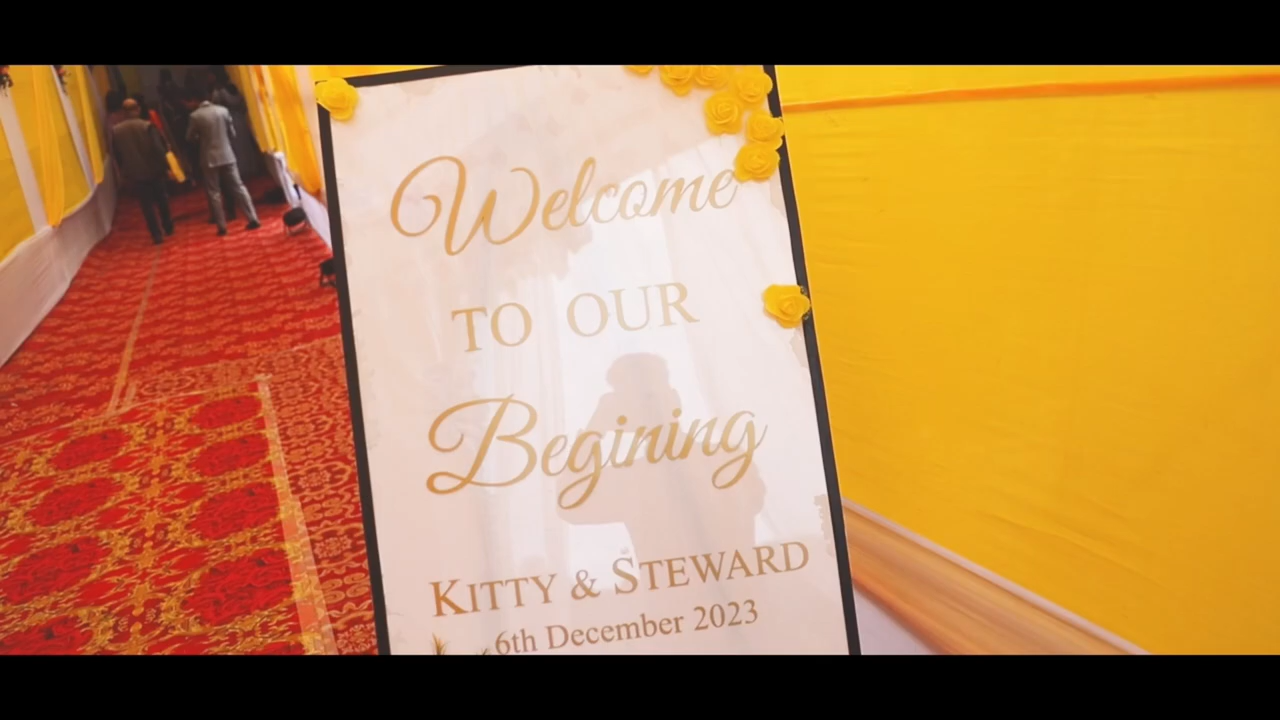 Welcome
TO OUR
Begining
KITTY & STEWARD
6th December 2023